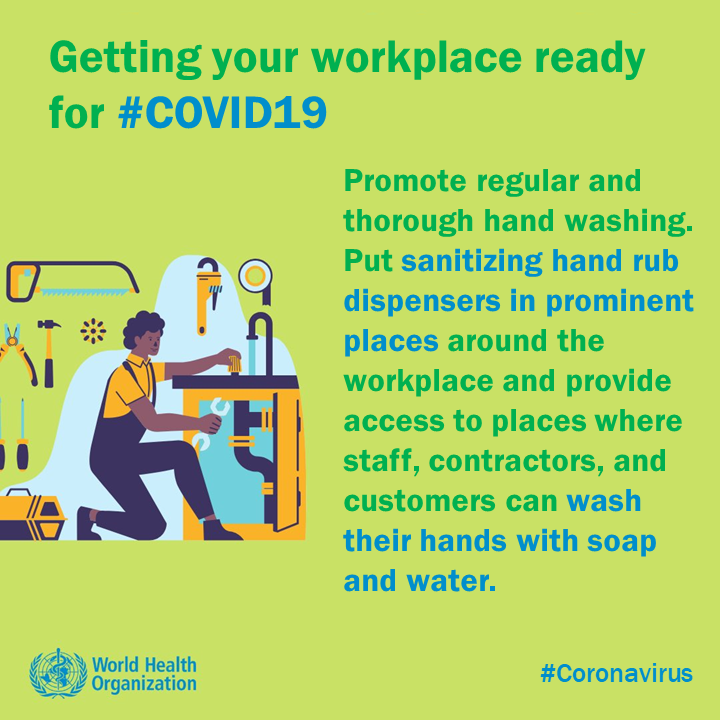 Getting your workplace ready
for #COVID19
Promote regular and
thorough hand washing.
Put sanitizing hand rub
dispensers in prominent
places around the
workplace and provide
access to places where
staff, contractors, and
customers can wash
their hands with soap
and water.
World Health
Organization
#Coronavirus